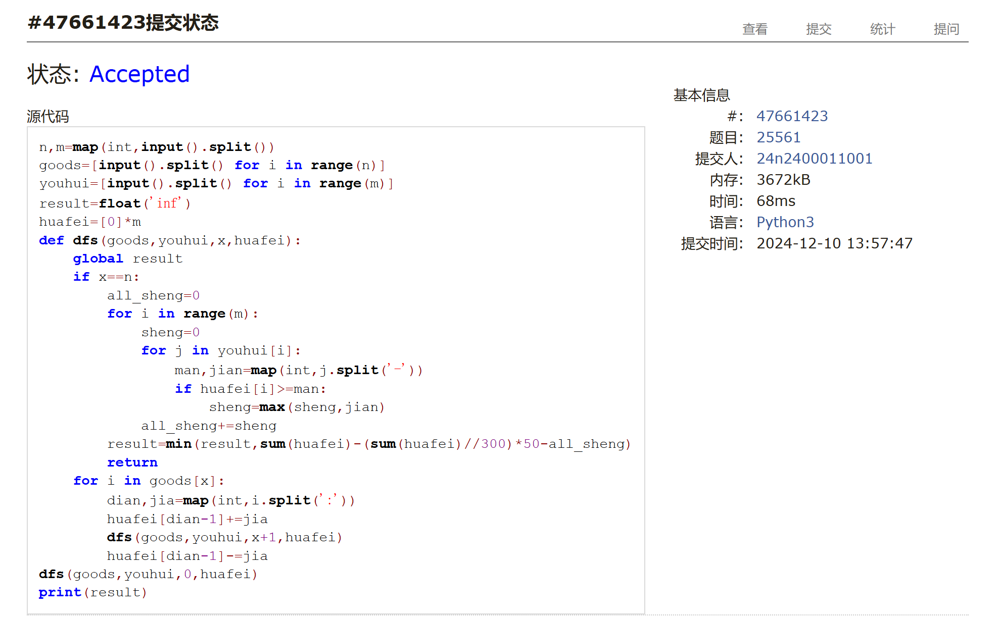 #47661423提交状态
查看 提交 统计 提问
状态: Accepted
源代码
n,m=map(int,input().split())
goods=[input().split() for i in range(n)]
youhui=[input().split() for i in range(m)]
result=float('inf')
huafei=[0]*m
def dfs(goods,youhui,x,huafei):
    global result
    if x==n:
        all_sheng=0
        for i in range(m):
            sheng=0
            for j in youhui[i]:
                man,jian=map(int,j.split('-'))
                if huafei[i]>=man:
                    sheng=max(sheng,jian)
            all_sheng+=sheng
        result=min(result,sum(huafei)-(sum(huafei)//300)*50-all_sheng)
        return
    for i in goods[x]:
        dian,jia=map(int,i.split(':'))
        huafei[dian-1]+=jia
        dfs(goods,youhui,x+1,huafei)
        huafei[dian-1]-=jia
dfs(goods,youhui,0,huafei)
print(result)
基本信息
#: 47661423
题目: 25561
提交人: 24n2400011001
内存: 3672kB
时间: 68ms
语言: Python3
提交时间: 2024-12-10 13:57:47